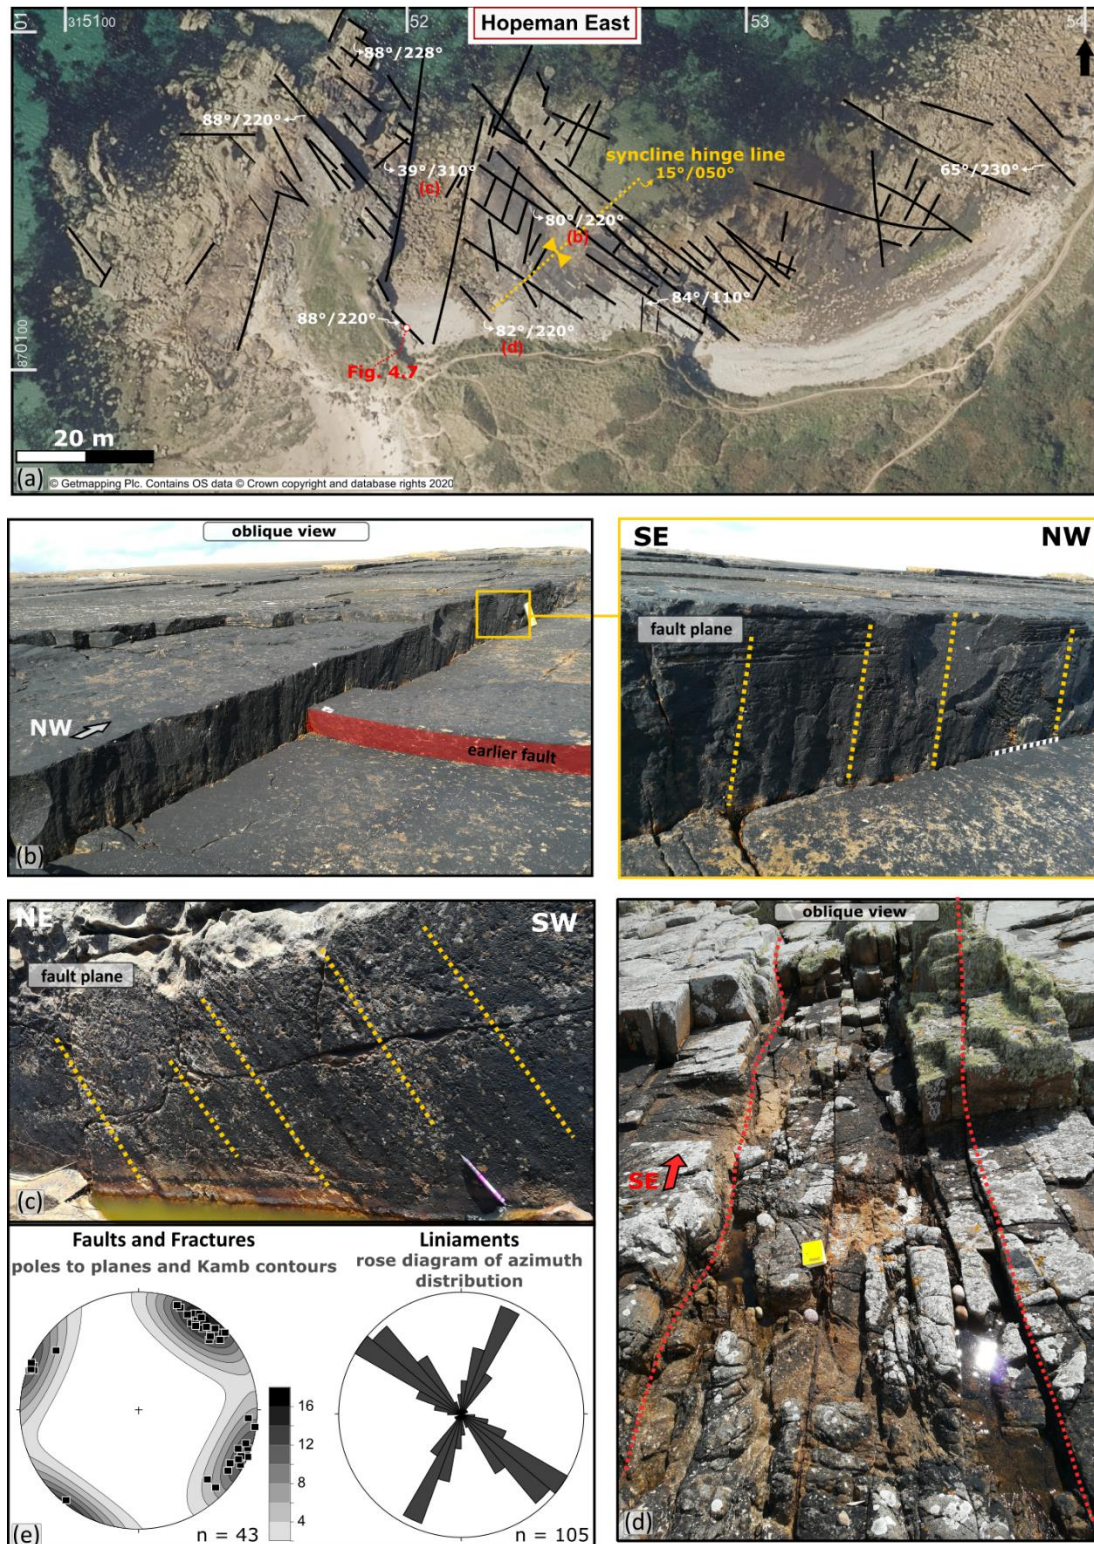 01
315100
52
Hopeman East
53
54
88°/228°
88°/220°
syncline hinge line
15°/050°
39°/310°
(c)
65°/230°
80°/220°
(b)
84°/110°
88°/220°
82°/220°
(d)
Fig. 4.7
870100
20 m
(a)
© Getmapping Plc. Contains OS data © Crown copyright and database rights 2020
oblique view
NW
earlier fault
(b)
SE
NW
fault plane
NE
SW
fault plane
(c)
oblique view
SE
(d)
Faults and Fractures
poles to planes and Kamb contours
16
12
8
4
n = 43
(e)
Liniaments
rose diagram of azimuth
distribution
n = 105